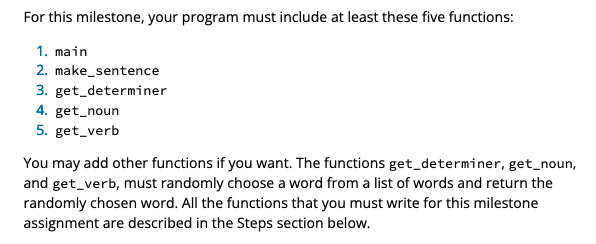 For this milestone, your program must include at least these five functions:
1. main
2. make_sentence
3. get_determiner
4. get_noun
5. get_verb
You may add other functions if you want. The functions get_determiner, get_noun,
and get_verb, must randomly choose a word from a list of words and return the
randomly chosen word. All the functions that you must write for this milestone
assignment are described in the Steps section below.